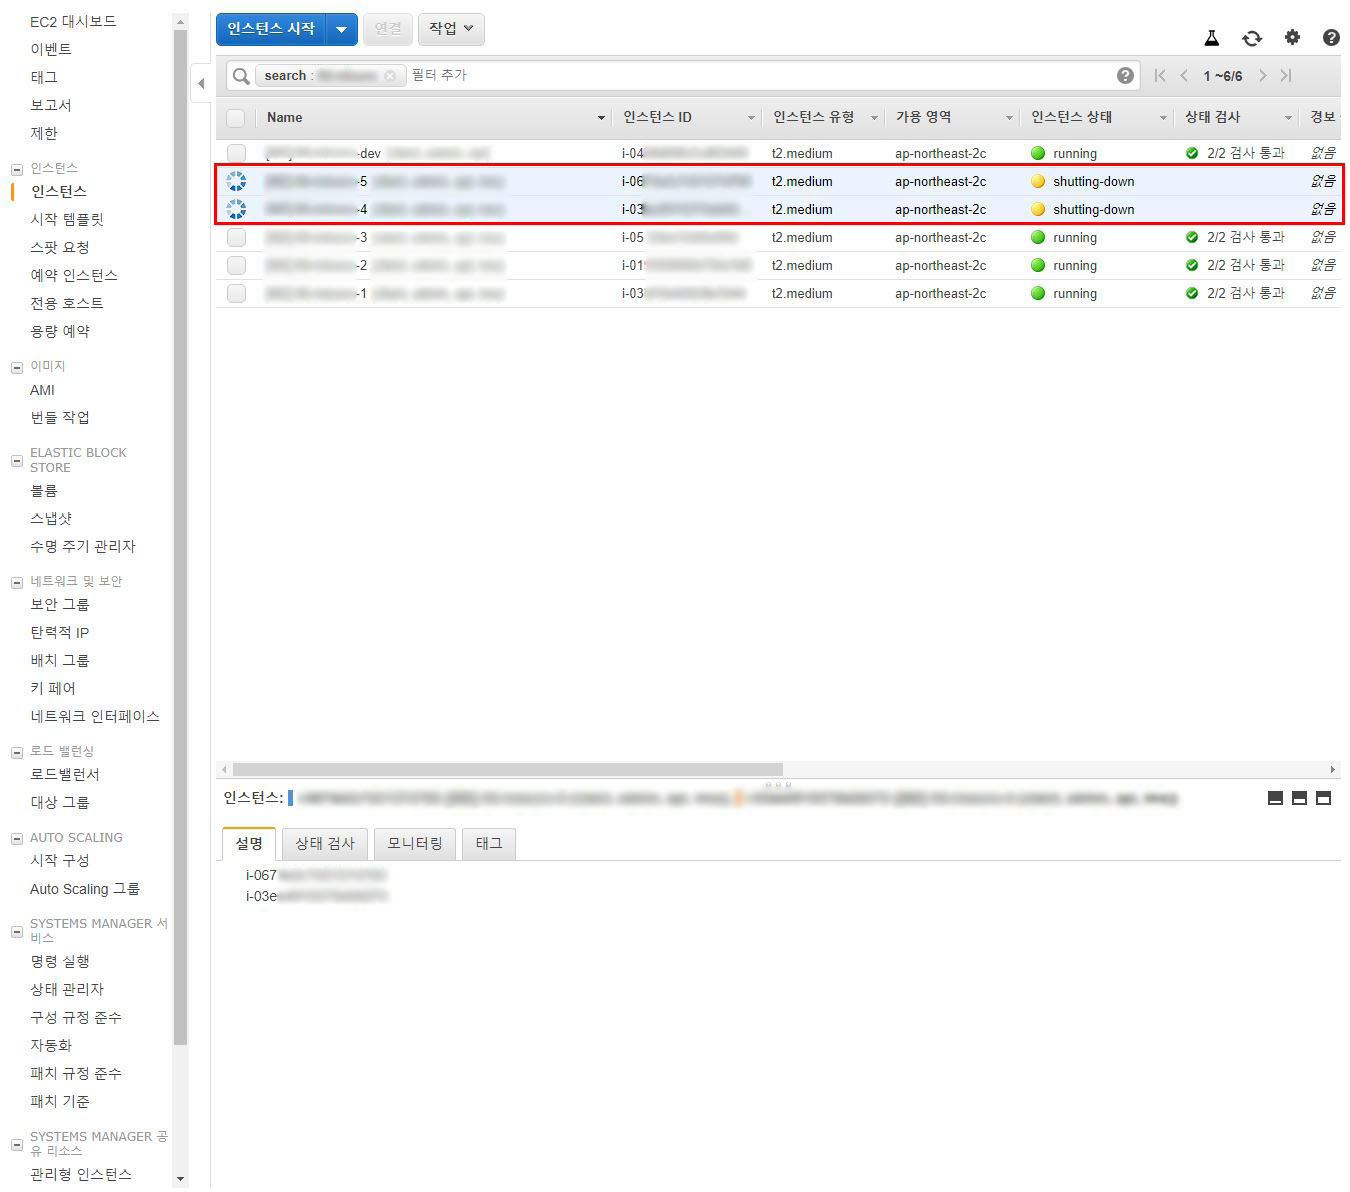 EC2 대시보드
이벤트
태그
보고서
제한
인스턴스
인스턴스
시작 템플릿
스팟 요청
예약 인스턴스
전용 호스트
용량 예약
이미지
AMI
번들 작업
ELASTIC BLOCK
STORE
볼륨
스냅샷
수명 주기 관리자
네트워크 및 보안
보안 그룹
탄력적 IP
배치 그룹
키 페어
네트워크 인터페이스
로드 밸런싱
로드밸런서
대상 그룹
AUTO SCALING
시작 구성
Auto Scaling 그룹
SYSTEMS MANAGER 서
비스
명령 실행
상태 관리자
구성 규정 준수
자동화
패치 규정 준수
패치 기준
SYSTEMS MANAGER 공
유 리소스
관리형 인스턴스
인스턴스 시작 연결 작업
search : 필터 추가 1 ~6/6
Name 인스턴스 ID 인스턴스 유형 가용 영역 인스턴스 상태 상태 검사 경보
-dev i-04 t2.medium ap-northeast-2c running 2/2 검사 통과 없음
-5 i-06 t2.medium ap-northeast-2c shutting-down 없음
-4 i-03 t2.medium ap-northeast-2c shutting-down 없음
-3 i-05 t2.medium ap-northeast-2c running 2/2 검사 통과 없음
-2 i-01 t2.medium ap-northeast-2c running 2/2 검사 통과 없음
-1 i-03 t2.medium ap-northeast-2c running 2/2 검사 통과 없음
인스턴스:
설명 상태 검사 모니터링 태그
i-067
i-03e